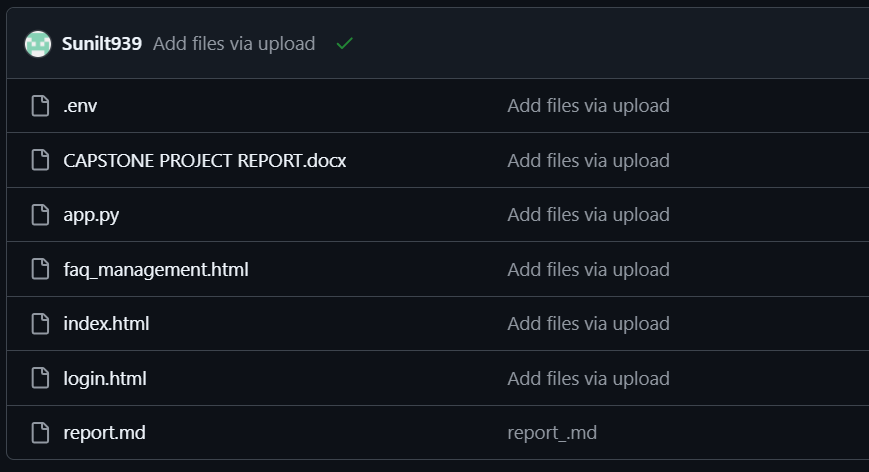 Sunilt939 Add files via upload
.env Add files via upload
CAPSTONE PROJECT REPORT.docx Add files via upload
app.py Add files via upload
faq_management.html Add files via upload
index.html Add files via upload
login.html Add files via upload
report.md report_.md